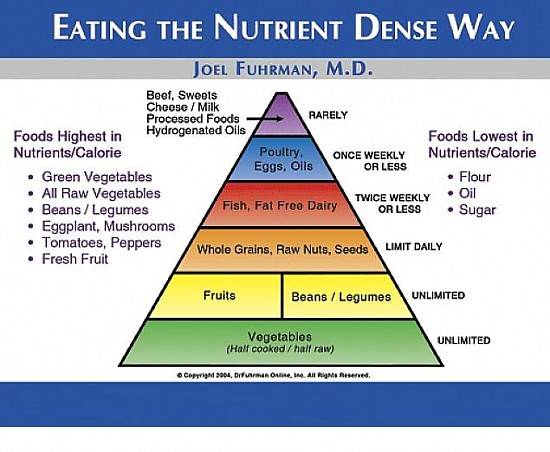 EATING THE NUTRIENT DENSE WAY
JOEL FUHRMAN, M.D.
Beef, Sweets
Cheese / Milk
Processed Foods
Hydrogenated Oils
RARELY
Foods Highest in
Nutrients/Calorie
• Green Vegetables
• All Raw Vegetables
• Beans / Legumes
• Eggplant, Mushrooms
• Tomatoes, Peppers
• Fresh Fruit
Foods Lowest in
Nutrients/Calorie
• Flour
• Oil
• Sugar
Poultry,
Eggs, Oils
ONCE WEEKLY
OR LESS
Fish, Fat Free Dairy
TWICE WEEKLY
OR LESS
Whole Grains, Raw Nuts, Seeds
LIMIT DAILY
Fruits
Beans / Legumes
UNLIMITED
Vegetables
(Half cooked / half raw)
UNLIMITED
© Copyright 2004, DrFuhrman Online, Inc. All Rights Reserved.